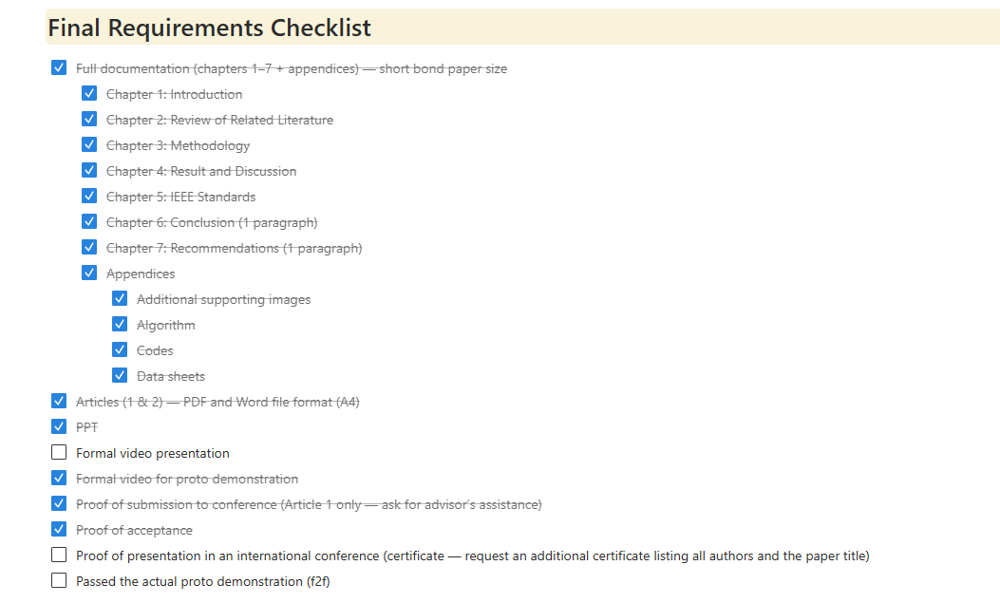 Final Requirements Checklist
Full documentation (chapters 1–7 + appendices) — short bond paper size
Chapter 1: Introduction
Chapter 2: Review of Related Literature
Chapter 3: Methodology
Chapter 4: Result and Discussion
Chapter 5: IEEE Standards
Chapter 6: Conclusion (1 paragraph)
Chapter 7: Recommendations (1 paragraph)
Appendices
Additional supporting images
Algorithm
Codes
Data sheets
Articles (1 & 2) — PDF and Word file format (A4)
PPT
Formal video presentation
Formal video for proto demonstration
Proof of submission to conference (Article 1 only — ask for advisor's assistance)
Proof of acceptance
Proof of presentation in an international conference (certificate — request an additional certificate listing all authors and the paper title)
Passed the actual proto demonstration (f2f)